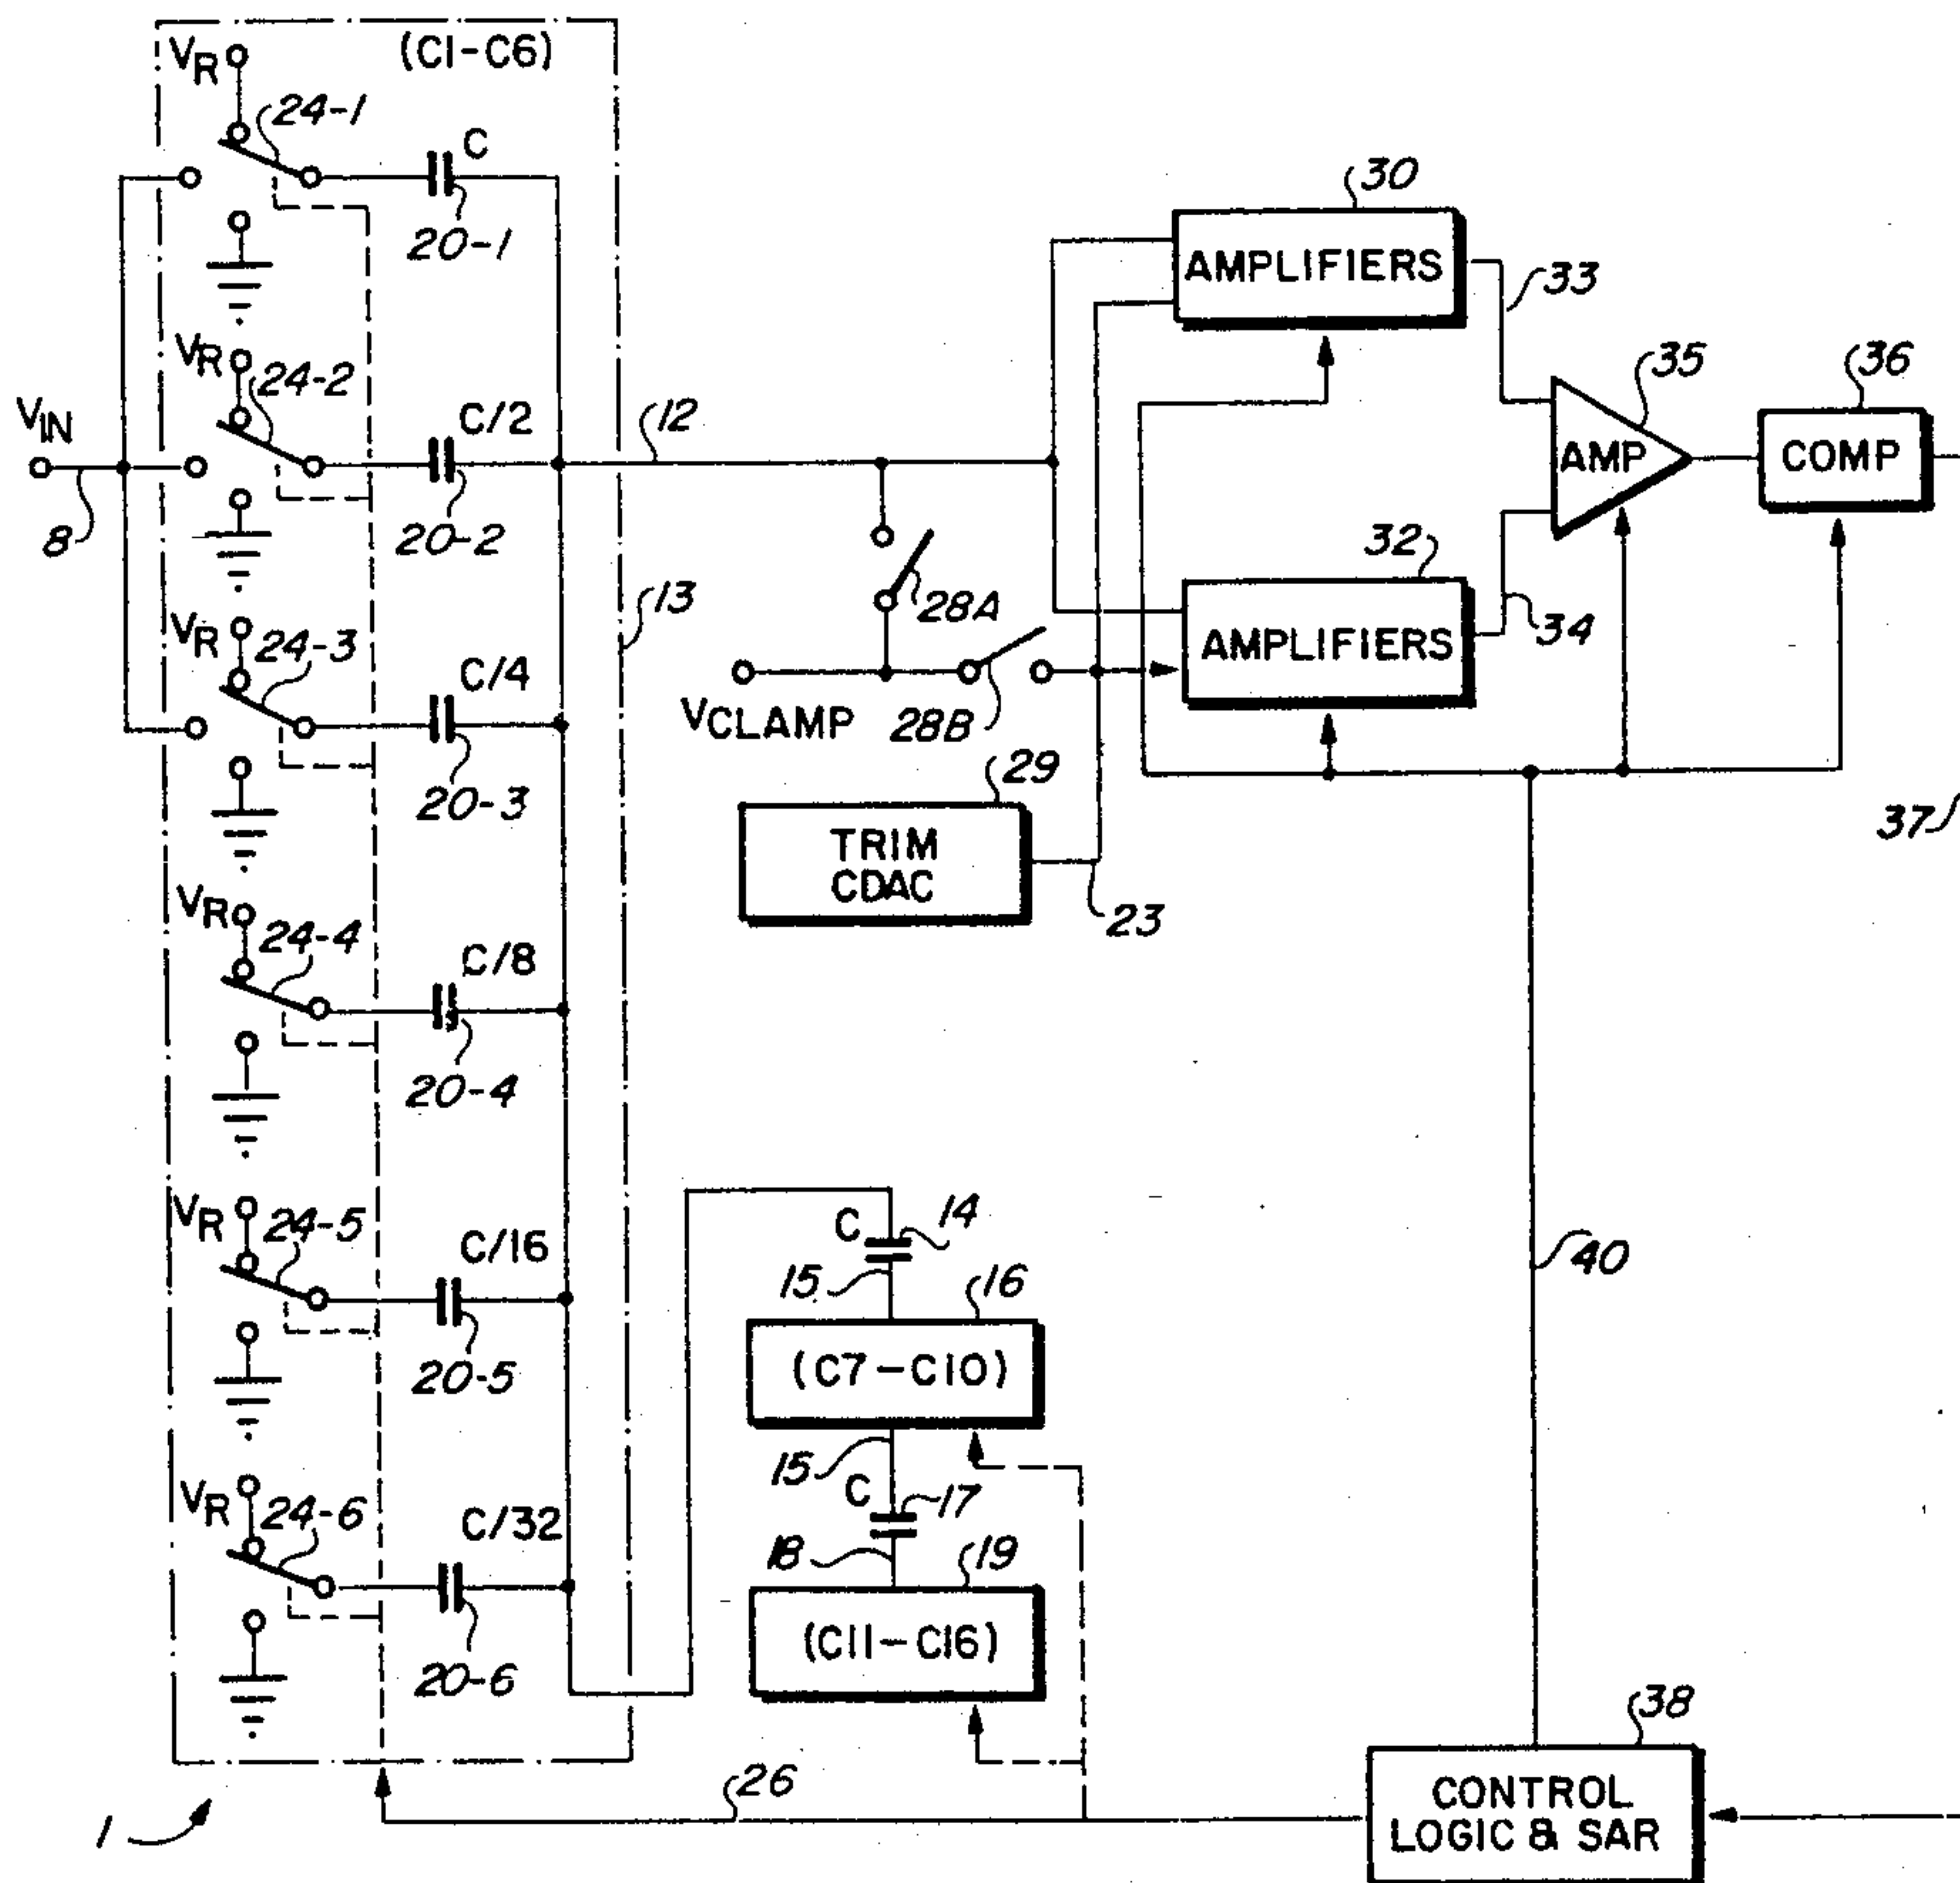 (C1-C6)
VR
24-1
C
20-1
VR
24-2
C/2
20-2
VIN
8
12
VR
24-3
C/4
20-3
13
VR
24-4
C/8
20-4
VR
24-5
C/16
20-5
VR
24-6
C/32
20-6
30
AMPLIFIERS
33
35
AMP
36
COMP
32
AMPLIFIERS
34
28A
VCLAMP
28B
29
TRIM
CDAC
23
37
C
14
15
16
(C7-C10)
15
C
17
18
19
(C11-C16)
40
38
CONTROL
LOGIC & SAR
26
1